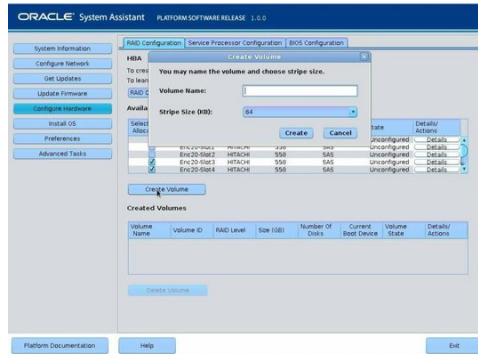 ORACLE® System Assistant PLATFORM SOFTWARE RELEASE 1.0.0
System Information
Configure Network
Get Updates
Update Firmware
Configure Hardware
Install OS
Preferences
Advanced Tasks
RAID Configuration Service Processor Configuration BIOS Configuration
HBA
Create Volume
You may name the volume and choose stripe size.
Volume Name:
Stripe Size (KB): 64
Create Cancel
Details/
Actions
Unconfigured Details
Enc20-Slot2 HITACHI 558 SAS Unconfigured Details
Enc20-Slot3 HITACHI 558 SAS Unconfigured Details
Enc20-Slot4 HITACHI 558 SAS Unconfigured Details
Create Volume
Created Volumes
Volume Name Volume ID RAID Level Size (GB) Number Of Disks Current Boot Device Volume State Details/ Actions
Delete Volume
Platform Documentation Help Exit